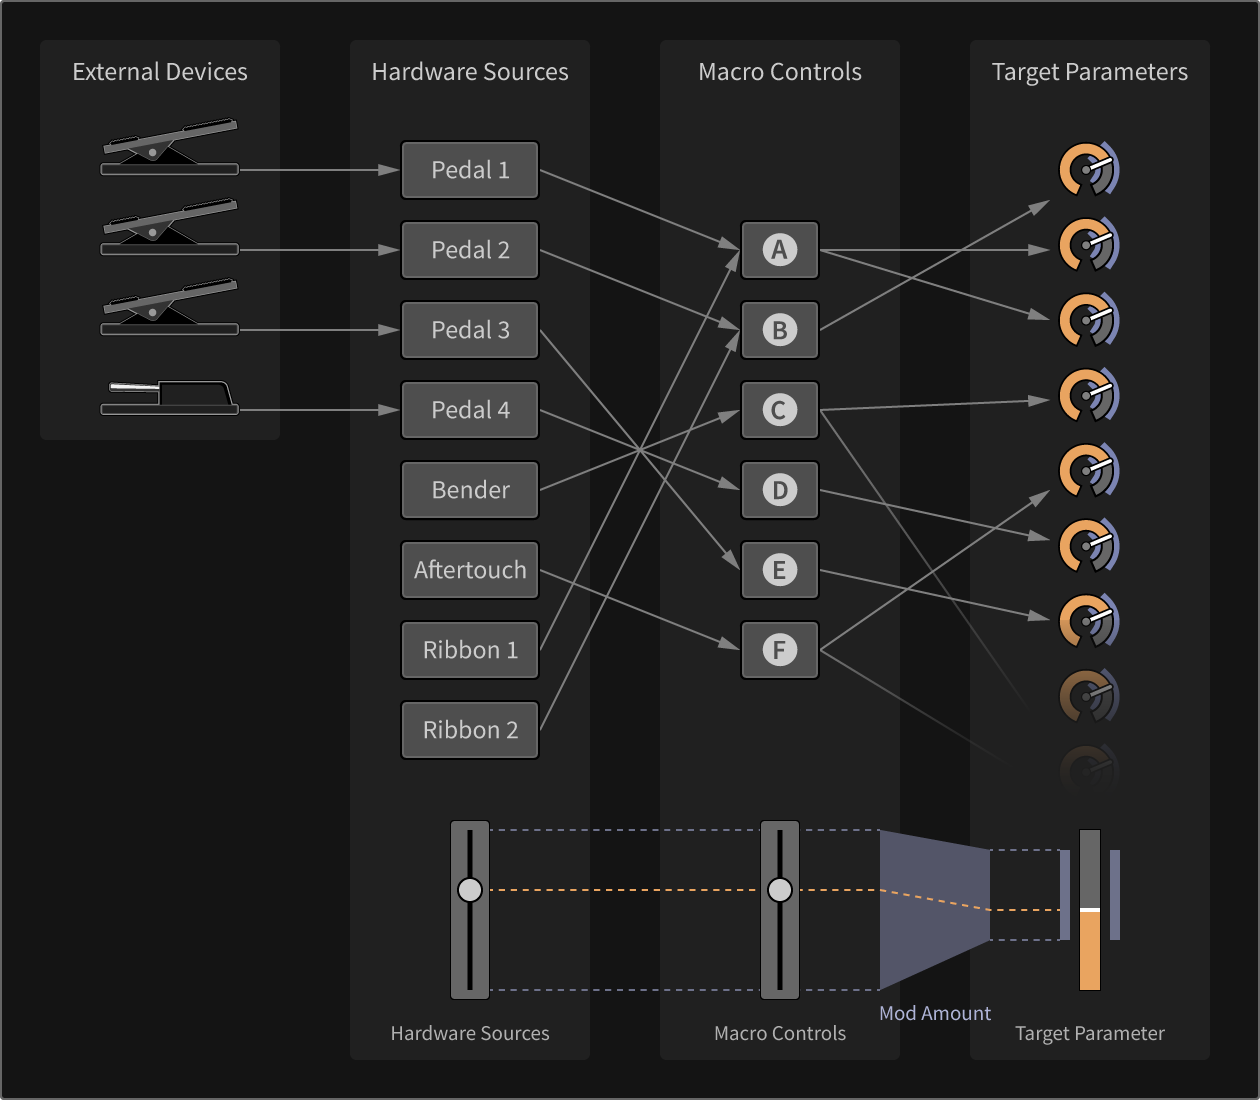 External Devices
Hardware Sources
Macro Controls
Target Parameters
Pedal 1
Pedal 2
A
Pedal 3
B
Pedal 4
C
Bender
D
Aftertouch
E
Ribbon 1
F
Ribbon 2
Mod Amount
Hardware Sources
Macro Controls
Target Parameter